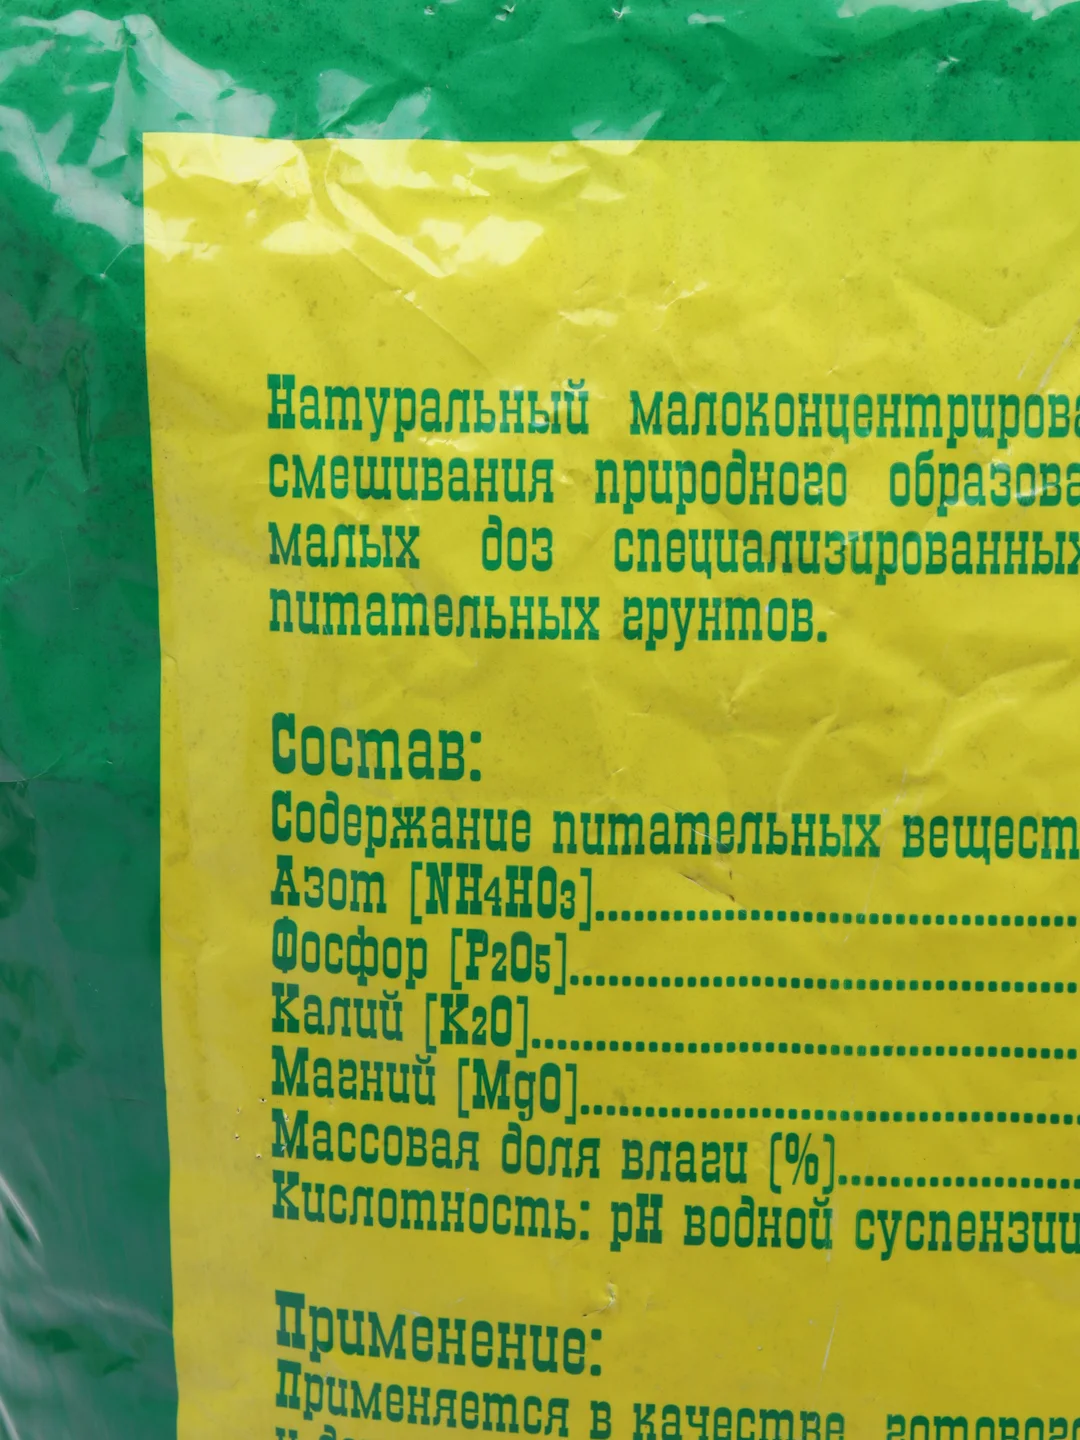 Натуральный малоконцентрирова
смешивания природного образова
малых доз специализированных
питательных грунтов.
Состав:
Содержание питательных вещест
Азот [NH4HO3]........................................
Фосфор [P2O5]........................................
Калий [K2O]........................................
Магний [MgO]........................................
Массовая доля влаги [%]....................
Кислотность: pH водной суспензии
Применение:
Применяется в качестве готового